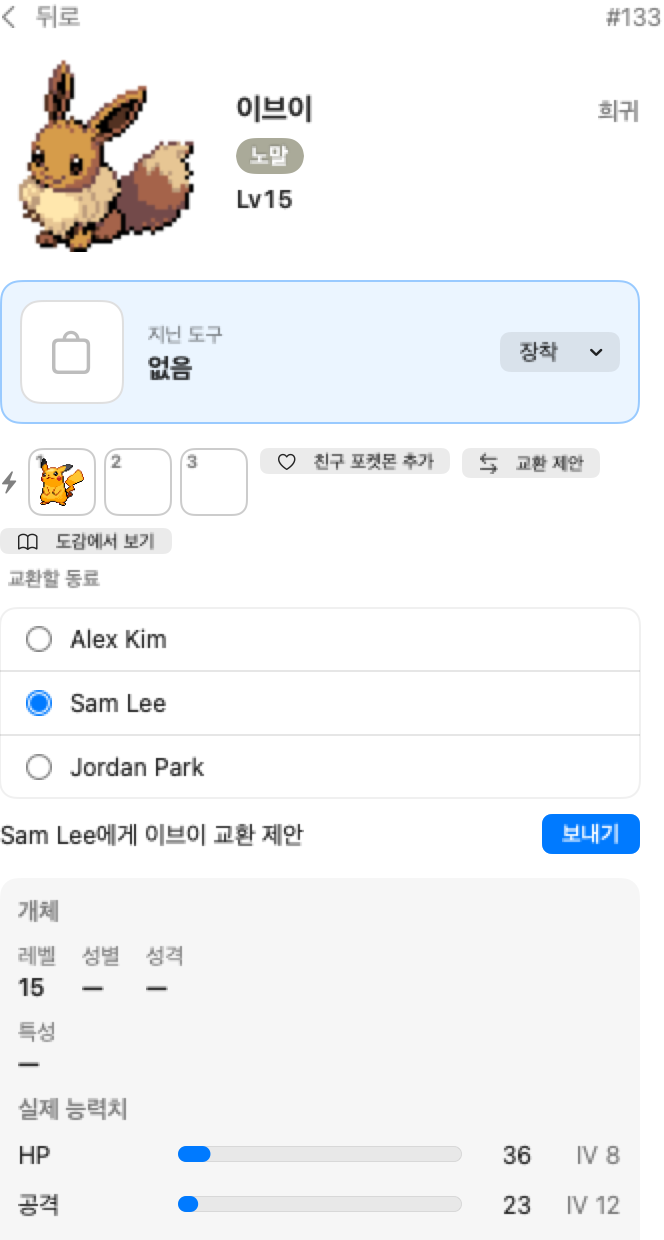 뒤로 #133
이브이 희귀
노말
Lv15
지닌 도구
없음
장착
1 2 3 친구 포켓몬 추가 교환 제안
도감에서 보기
교환할 동료
Alex Kim
Sam Lee
Jordan Park
Sam Lee에게 이브이 교환 제안 보내기
개체
레벨 성별 성격
15 — —
특성
—
실제 능력치
HP 36 IV 8
공격 23 IV 12